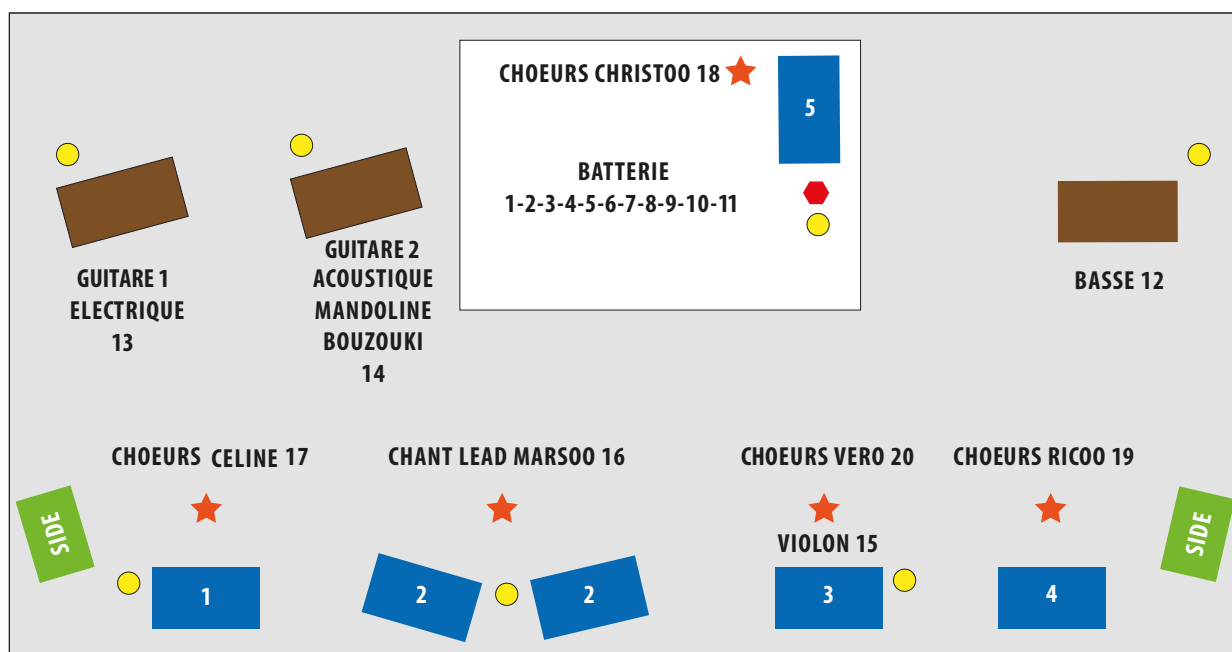 CHOEURS CHRISTOO 18
5
BATTERIE
1-2-3-4-5-6-7-8-9-10-11
GUITARE 1
ELECTRIQUE
13
GUITARE 2
ACOUSTIQUE
MANDOLINE
BOUZOUKI
14
BASSE 12
CHOEURS CELINE 17
CHANT LEAD MARSOO 16
CHOEURS VERO 20
CHOEURS RICOO 19
SIDE
VIOLON 15
SIDE
1
2
2
3
4